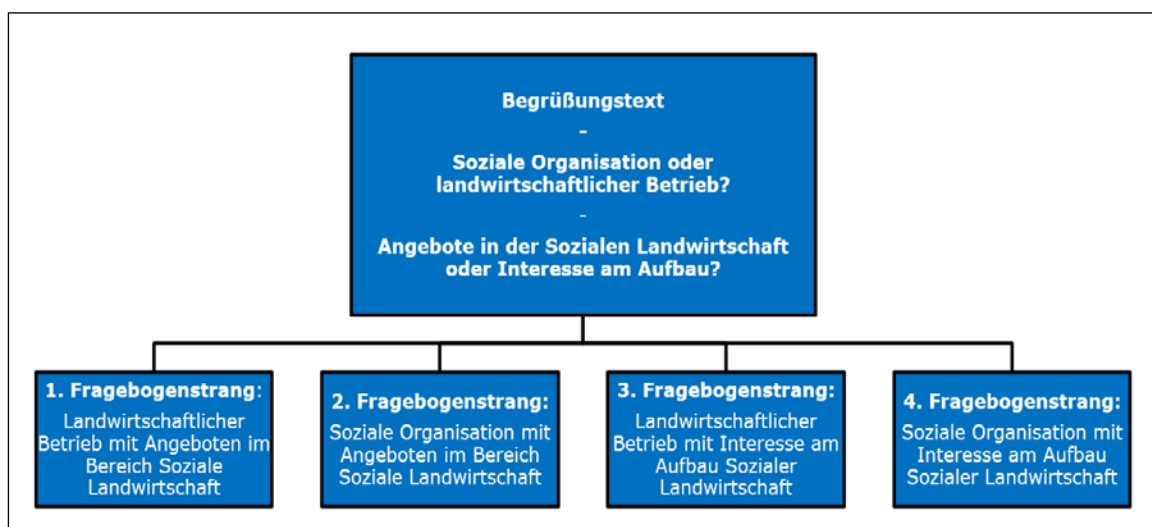 Begrüßungstext
-
Soziale Organisation oder
landwirtschaftlicher Betrieb?
-
Angebote in der Sozialen Landwirtschaft
oder Interesse am Aufbau?
1. Fragebogenstrang:
Landwirtschaftlicher
Betrieb mit Angeboten im
Bereich Soziale
Landwirtschaft
2. Fragebogenstrang:
Soziale Organisation mit
Angeboten im Bereich
Soziale Landwirtschaft
3. Fragebogenstrang:
Landwirtschaftlicher
Betrieb mit Interesse am
Aufbau Sozialer
Landwirtschaft
4. Fragebogenstrang:
Soziale Organisation mit
Interesse am Aufbau
Sozialer Landwirtschaft